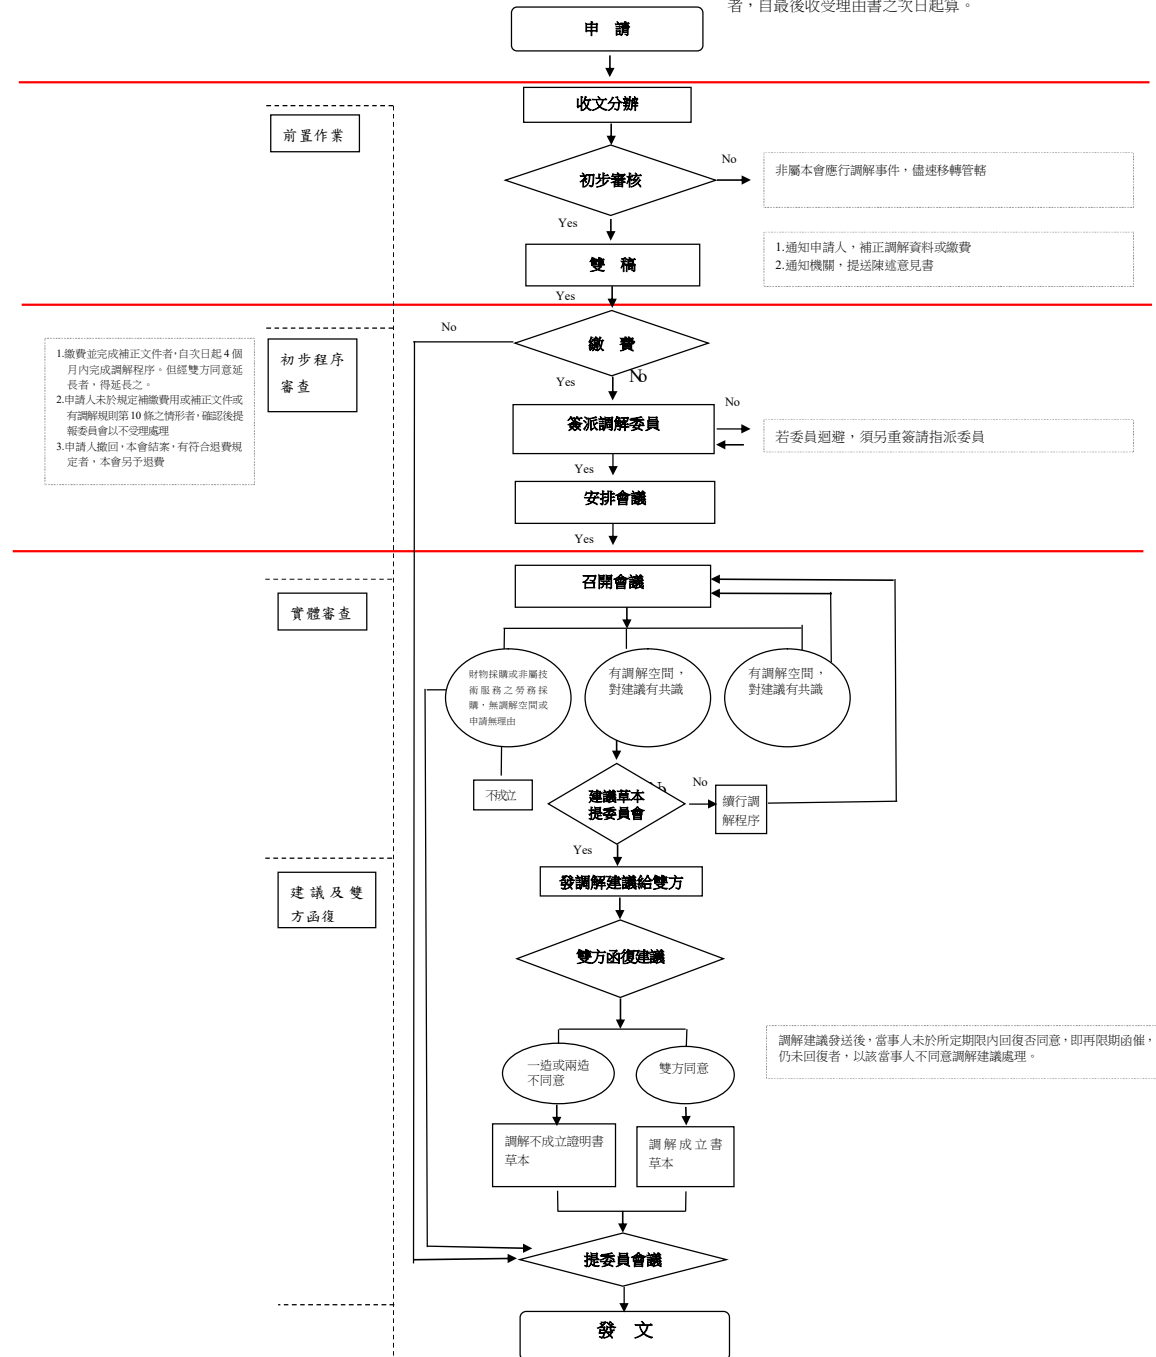 者，自最後收受理由書之次日起算。
申　請
收文分辦
前置作業
初步審核
No
非屬本會應行調解事件，儘速移轉管轄
Yes
雙　稿
1.通知申請人，補正調解資料或繳費
2.通知機關，提送陳述意見書
Yes
No
繳　費
1.繳費並完成補正文件者，自次日起 4 個
月內完成調解程序。但經雙方同意延
長者，得延長之。
2.申請人未於規定補繳費用或補正文件或
有調解規則第 10 條之情形者，確認後提
報委員會以不受理處理
3.申請人撤回，本會結案，有符合退費規
定者，本會另予退費
初步程序
審查
Yes
No
簽派調解委員
No
若委員迴避，須另重簽請指派委員
Yes
安排會議
Yes
召開會議
實體審查
財物採購或非屬技
術服務之勞務採
購，無調解空間或
申請無理由
有調解空間，
對建議有共識
有調解空間，
對建議有共識
不成立
建議草本
提委員會
No
No
續行調
解程序
Yes
發調解建議給雙方
建議及雙
方函復
雙方函復建議
調解建議發送後，當事人未於所定期限內回復否同意，即再限期函催，
仍未回復者，以該當事人不同意調解建議處理。
一造或兩造
不同意
雙方同意
調解不成立證明書
草本
調解成立書
草本
提委員會議
發　文